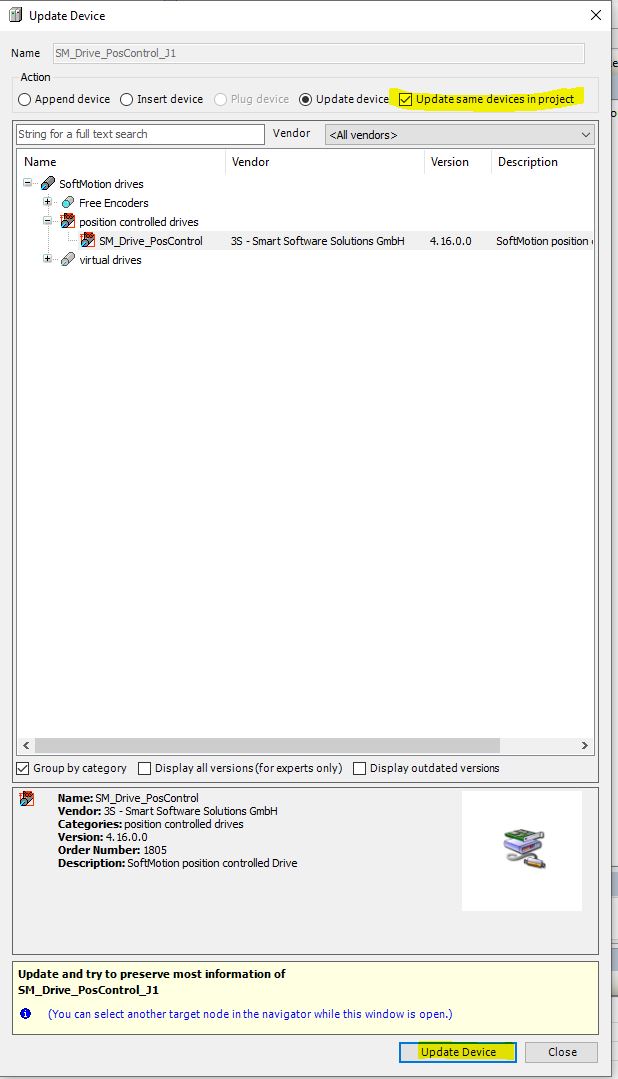 Update Device
Name SM_Drive_PosControl_J1
Action
Append device Insert device Plug device Update device Update same devices in project
String for a full text search Vendor <All vendors>
Name Vendor Version Description
SoftMotion drives
Free Encoders
position controlled drives
SM_Drive_PosControl 3S - Smart Software Solutions GmbH 4.16.0.0 SoftMotion position
virtual drives
Group by category Display all versions (for experts only) Display outdated versions
Name: SM_Drive_PosControl
Vendor: 3S - Smart Software Solutions GmbH
Categories: position controlled drives
Version: 4.16.0.0
Order Number: 1805
Description: SoftMotion position controlled Drive
Update and try to preserve most information of
SM_Drive_PosControl_J1
(You can select another target node in the navigator while this window is open.)
Update Device Close